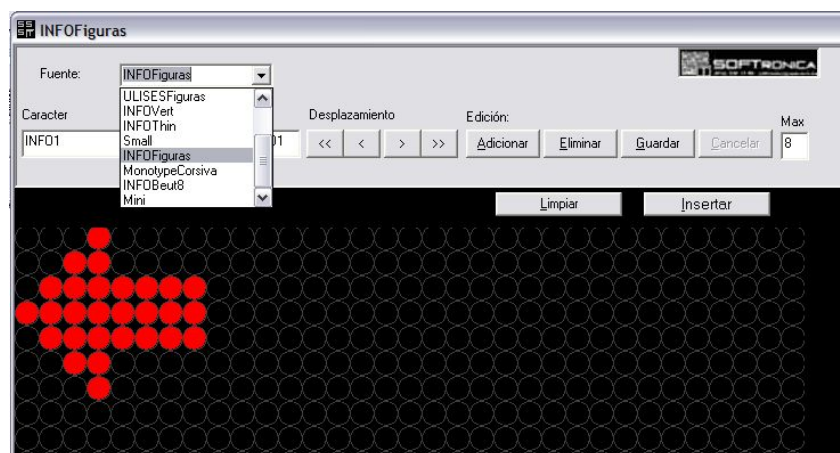 INFOFiguras
SOFTRONICA
Fuente: INFOFiguras
ULISESFiguras
INFOVert
INFOThin
Small
INFOFiguras
MonotypeCorsiva
INFOBeut8
Mini
Caracter Desplazamiento Edición: Max
INFO1 01 << < > >> Adicionar Eliminar Guardar Cancelar 8
Limpiar Insertar